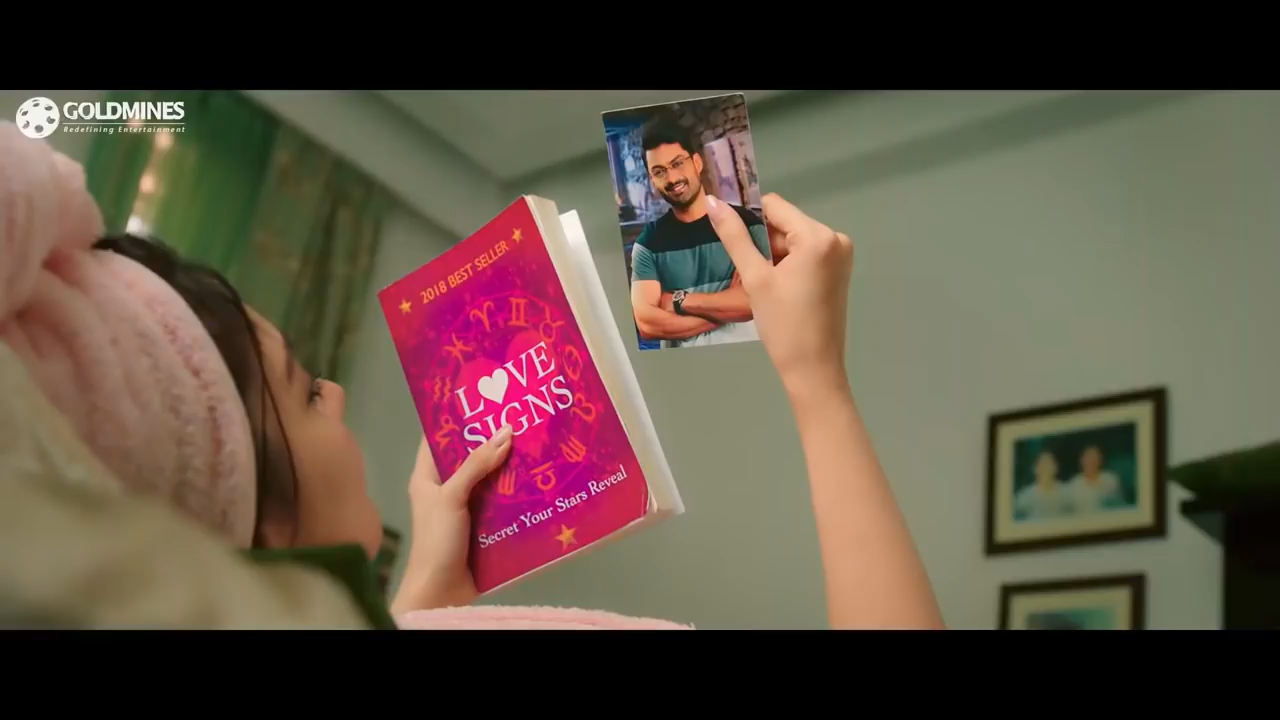 GOLDMINES
Redefining Entertainment
2018 BEST SELLER
LOVE
SIGNS
Secret Your Stars Reveal